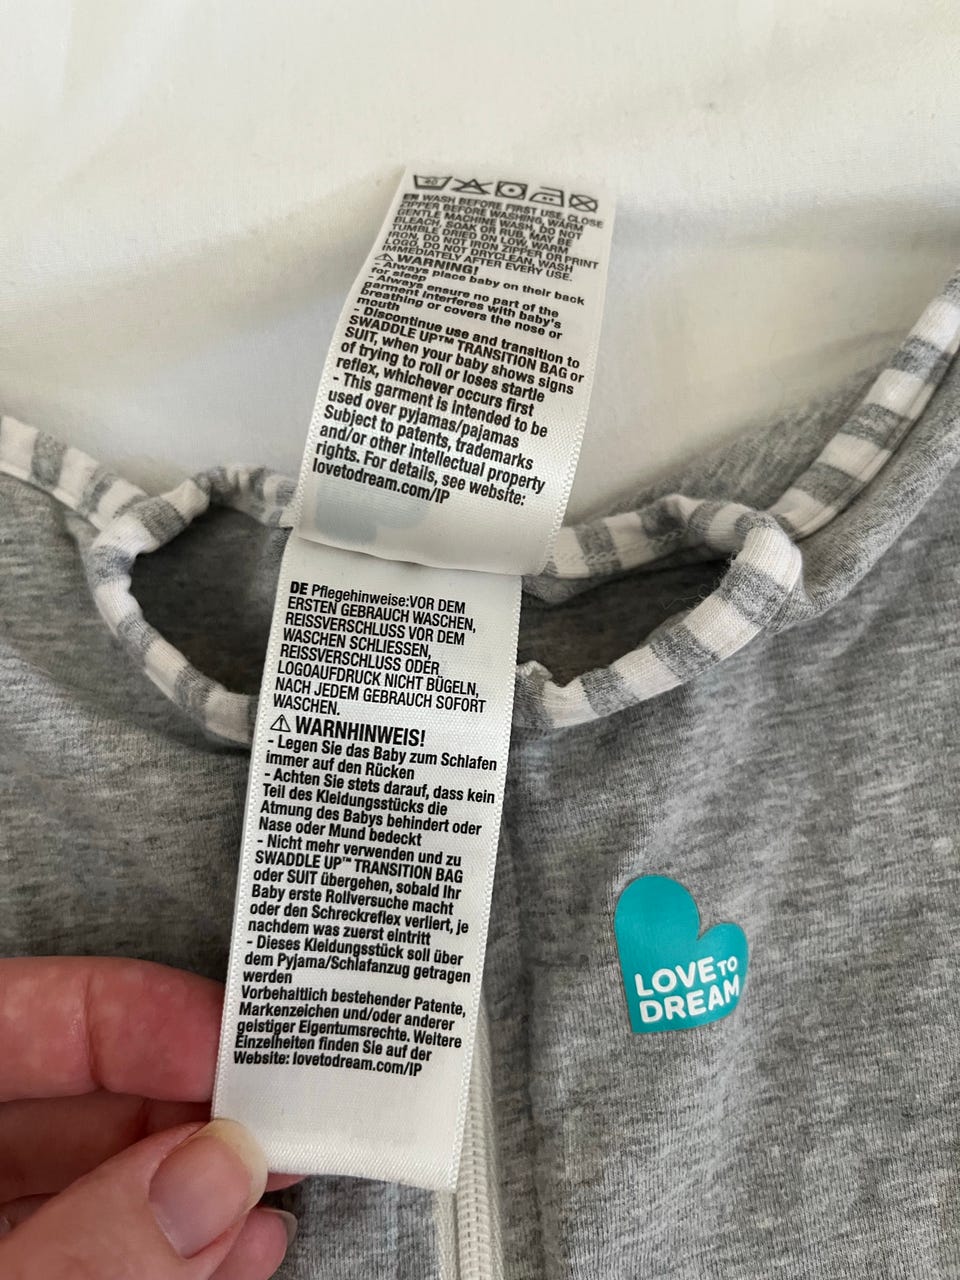 40
EN WASH BEFORE FIRST USE, CLOSE
ZIPPER BEFORE WASHING, WARM
GENTLE MACHINE WASH, DO NOT
BLEACH, SOAK OR RUB, MAY BE
TUMBLE DRIED ON LOW, WARM
IRON, DO NOT IRON ZIPPER OR PRINT
LOGO, DO NOT DRYCLEAN, WASH
IMMEDIATELY AFTER EVERY USE.
WARNING!
- Always place baby on their back
for sleep
- Always ensure no part of the
garment interferes with baby's
breathing or covers the nose or
mouth
- Discontinue use and transition to
SWADDLE UP™ TRANSITION BAG or
SUIT, when your baby shows signs
of trying to roll or loses startle
reflex, whichever occurs first
- This garment is intended to be
used over pyjamas/pajamas
Subject to patents, trademarks
and/or other intellectual property
rights. For details, see website:
lovetodream.com/IP
DE Pflegehinweise:VOR DEM
ERSTEN GEBRAUCH WASCHEN,
REISSVERSCHLUSS VOR DEM
WASCHEN SCHLIESSEN,
REISSVERSCHLUSS ODER
LOGOAUFDRUCK NICHT BÜGELN,
NACH JEDEM GEBRAUCH SOFORT
WASCHEN.
WARNHINWEIS!
- Legen Sie das Baby zum Schlafen
immer auf den Rücken
- Achten Sie stets darauf, dass kein
Teil des Kleidungsstücks die
Atmung des Babys behindert oder
Nase oder Mund bedeckt
- Nicht mehr verwenden und zu
SWADDLE UP™ TRANSITION BAG
oder SUIT übergehen, sobald Ihr
Baby erste Rollversuche macht
oder den Schreckreflex verliert, je
nachdem was zuerst eintritt
- Dieses Kleidungsstück soll über
dem Pyjama/Schlafanzug getragen
werden
Vorbehaltlich bestehender Patente,
Markenzeichen und/oder anderer
geistiger Eigentumsrechte. Weitere
Einzelheiten finden Sie auf der
Website: lovetodream.com/IP
LOVE TO
DREAM